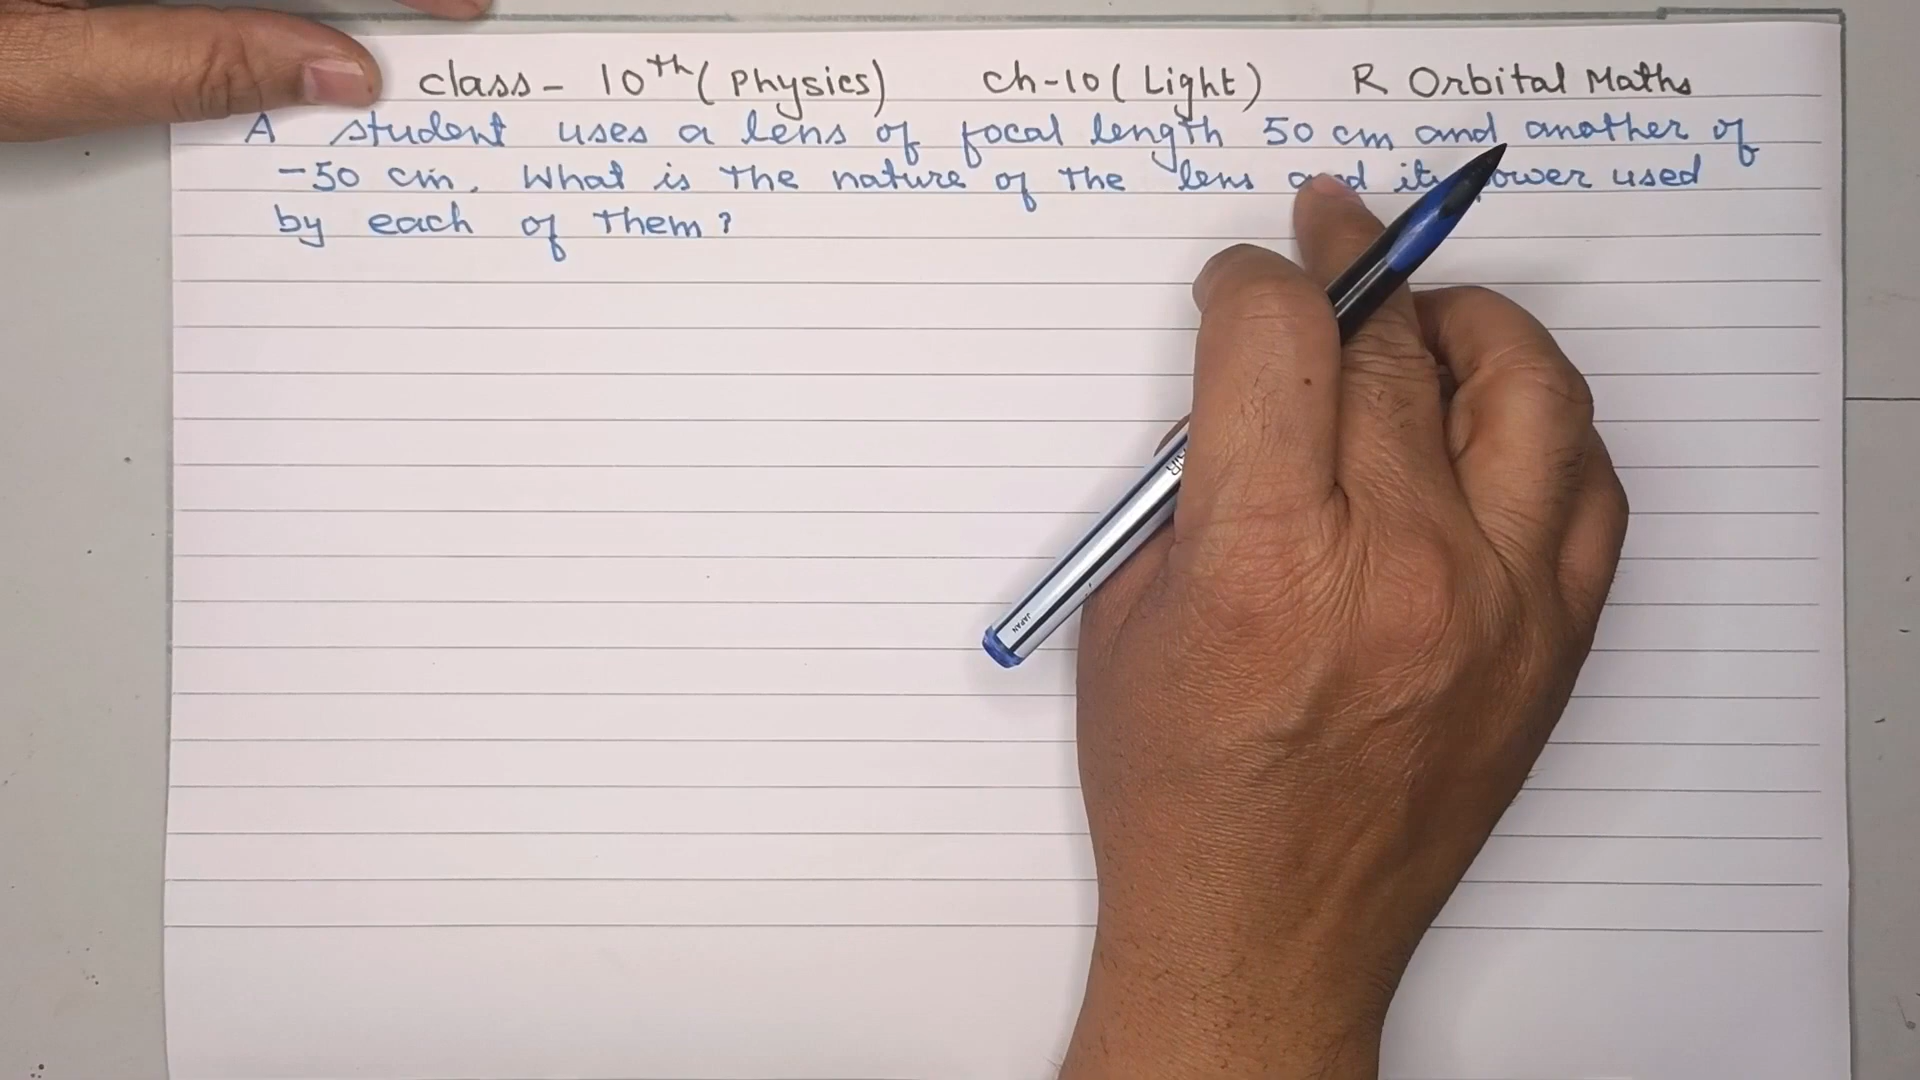 class - 10th (Physics) Ch-10 (Light) R Orbital Maths
A student uses a lens of focal length 50 cm and another of
-50 cm. What is the nature of the lens and its power used
by each of them?
JAPAN